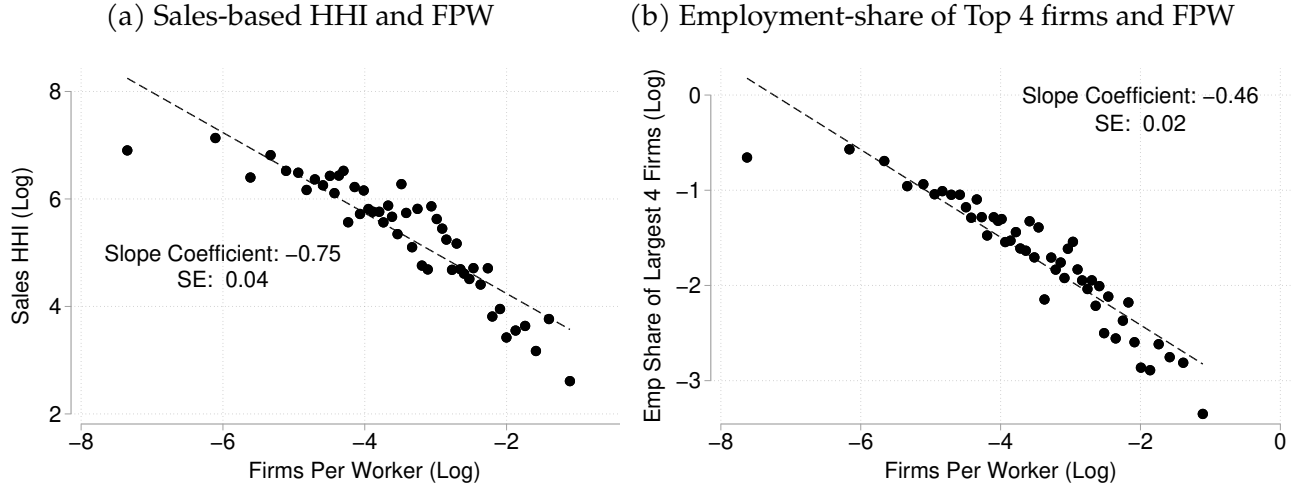 (a) Sales-based HHI and FPW
Sales HHI (Log)
8
6
4
2
Slope Coefficient: −0.75
SE: 0.04
−8
−6
−4
−2
Firms Per Worker (Log)
(b) Employment-share of Top 4 firms and FPW
Emp Share of Largest 4 Firms (Log)
0
−1
−2
−3
Slope Coefficient: −0.46
SE: 0.02
−8
−6
−4
−2
0
Firms Per Worker (Log)